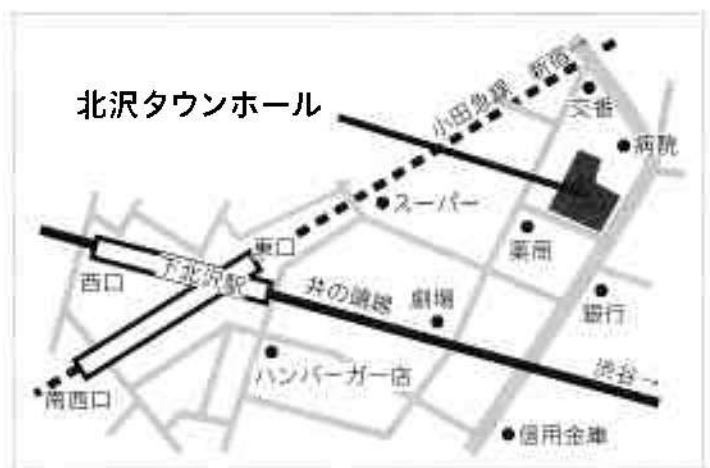 北沢タウンホール
小田急線 新宿→
交番
病院
スーパー
薬局
東口
下北沢駅
西口
井の頭線
劇場
銀行
渋谷→
ハンバーガー店
南西口
信用金庫